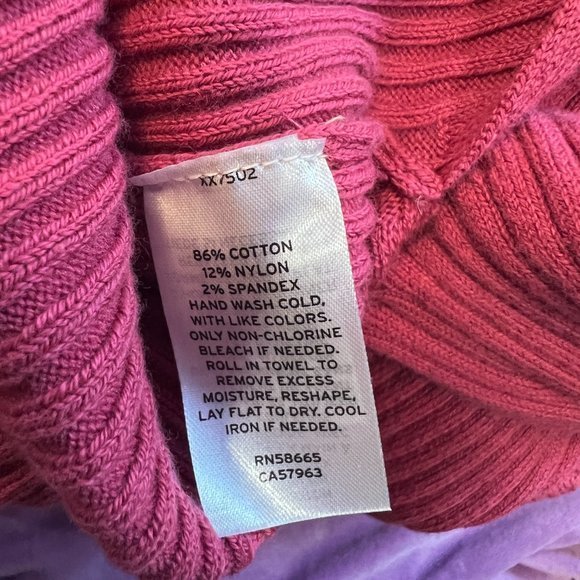 XX7502
86% COTTON
12% NYLON
2% SPANDEX
HAND WASH COLD,
WITH LIKE COLORS.
ONLY NON-CHLORINE
BLEACH IF NEEDED.
ROLL IN TOWEL TO
REMOVE EXCESS
MOISTURE, RESHAPE,
LAY FLAT TO DRY. COOL
IRON IF NEEDED.
RN58665
CA57963